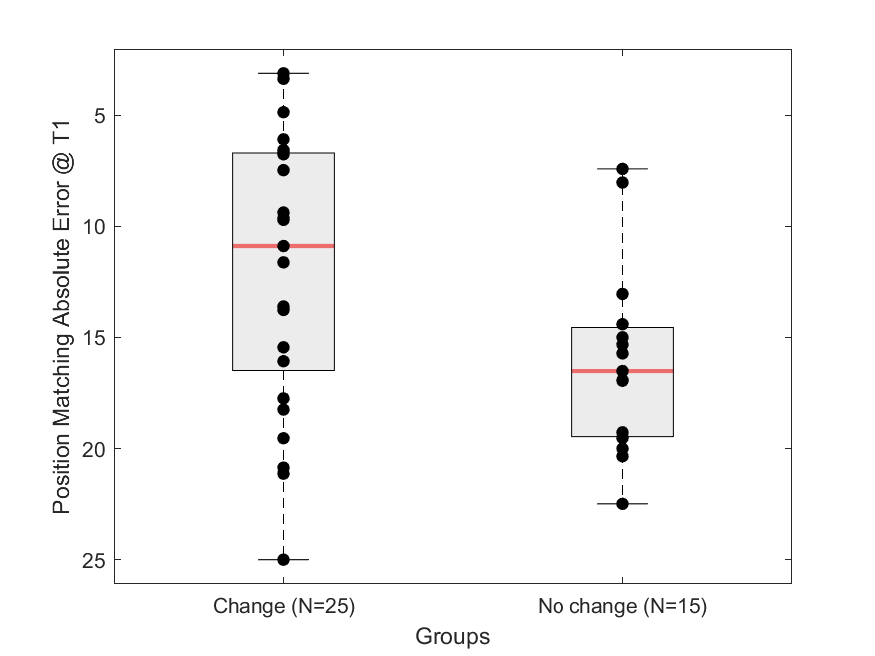 Position Matching Absolute Error @ T1
5
10
15
20
25
Change (N=25)
No change (N=15)
Groups